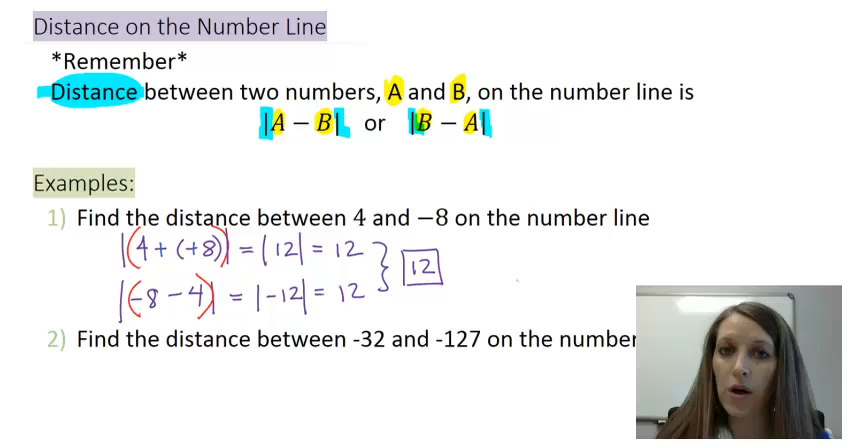 Distance on the Number Line
*Remember*
Distance between two numbers, A and B, on the number line is
|A − B| or |B − A|
Examples:
1) Find the distance between 4 and −8 on the number line
|(4 + (+8)| = |12| = 12
|(−8 − 4)| = |−12| = 12 } 12
2) Find the distance between -32 and -127 on the number